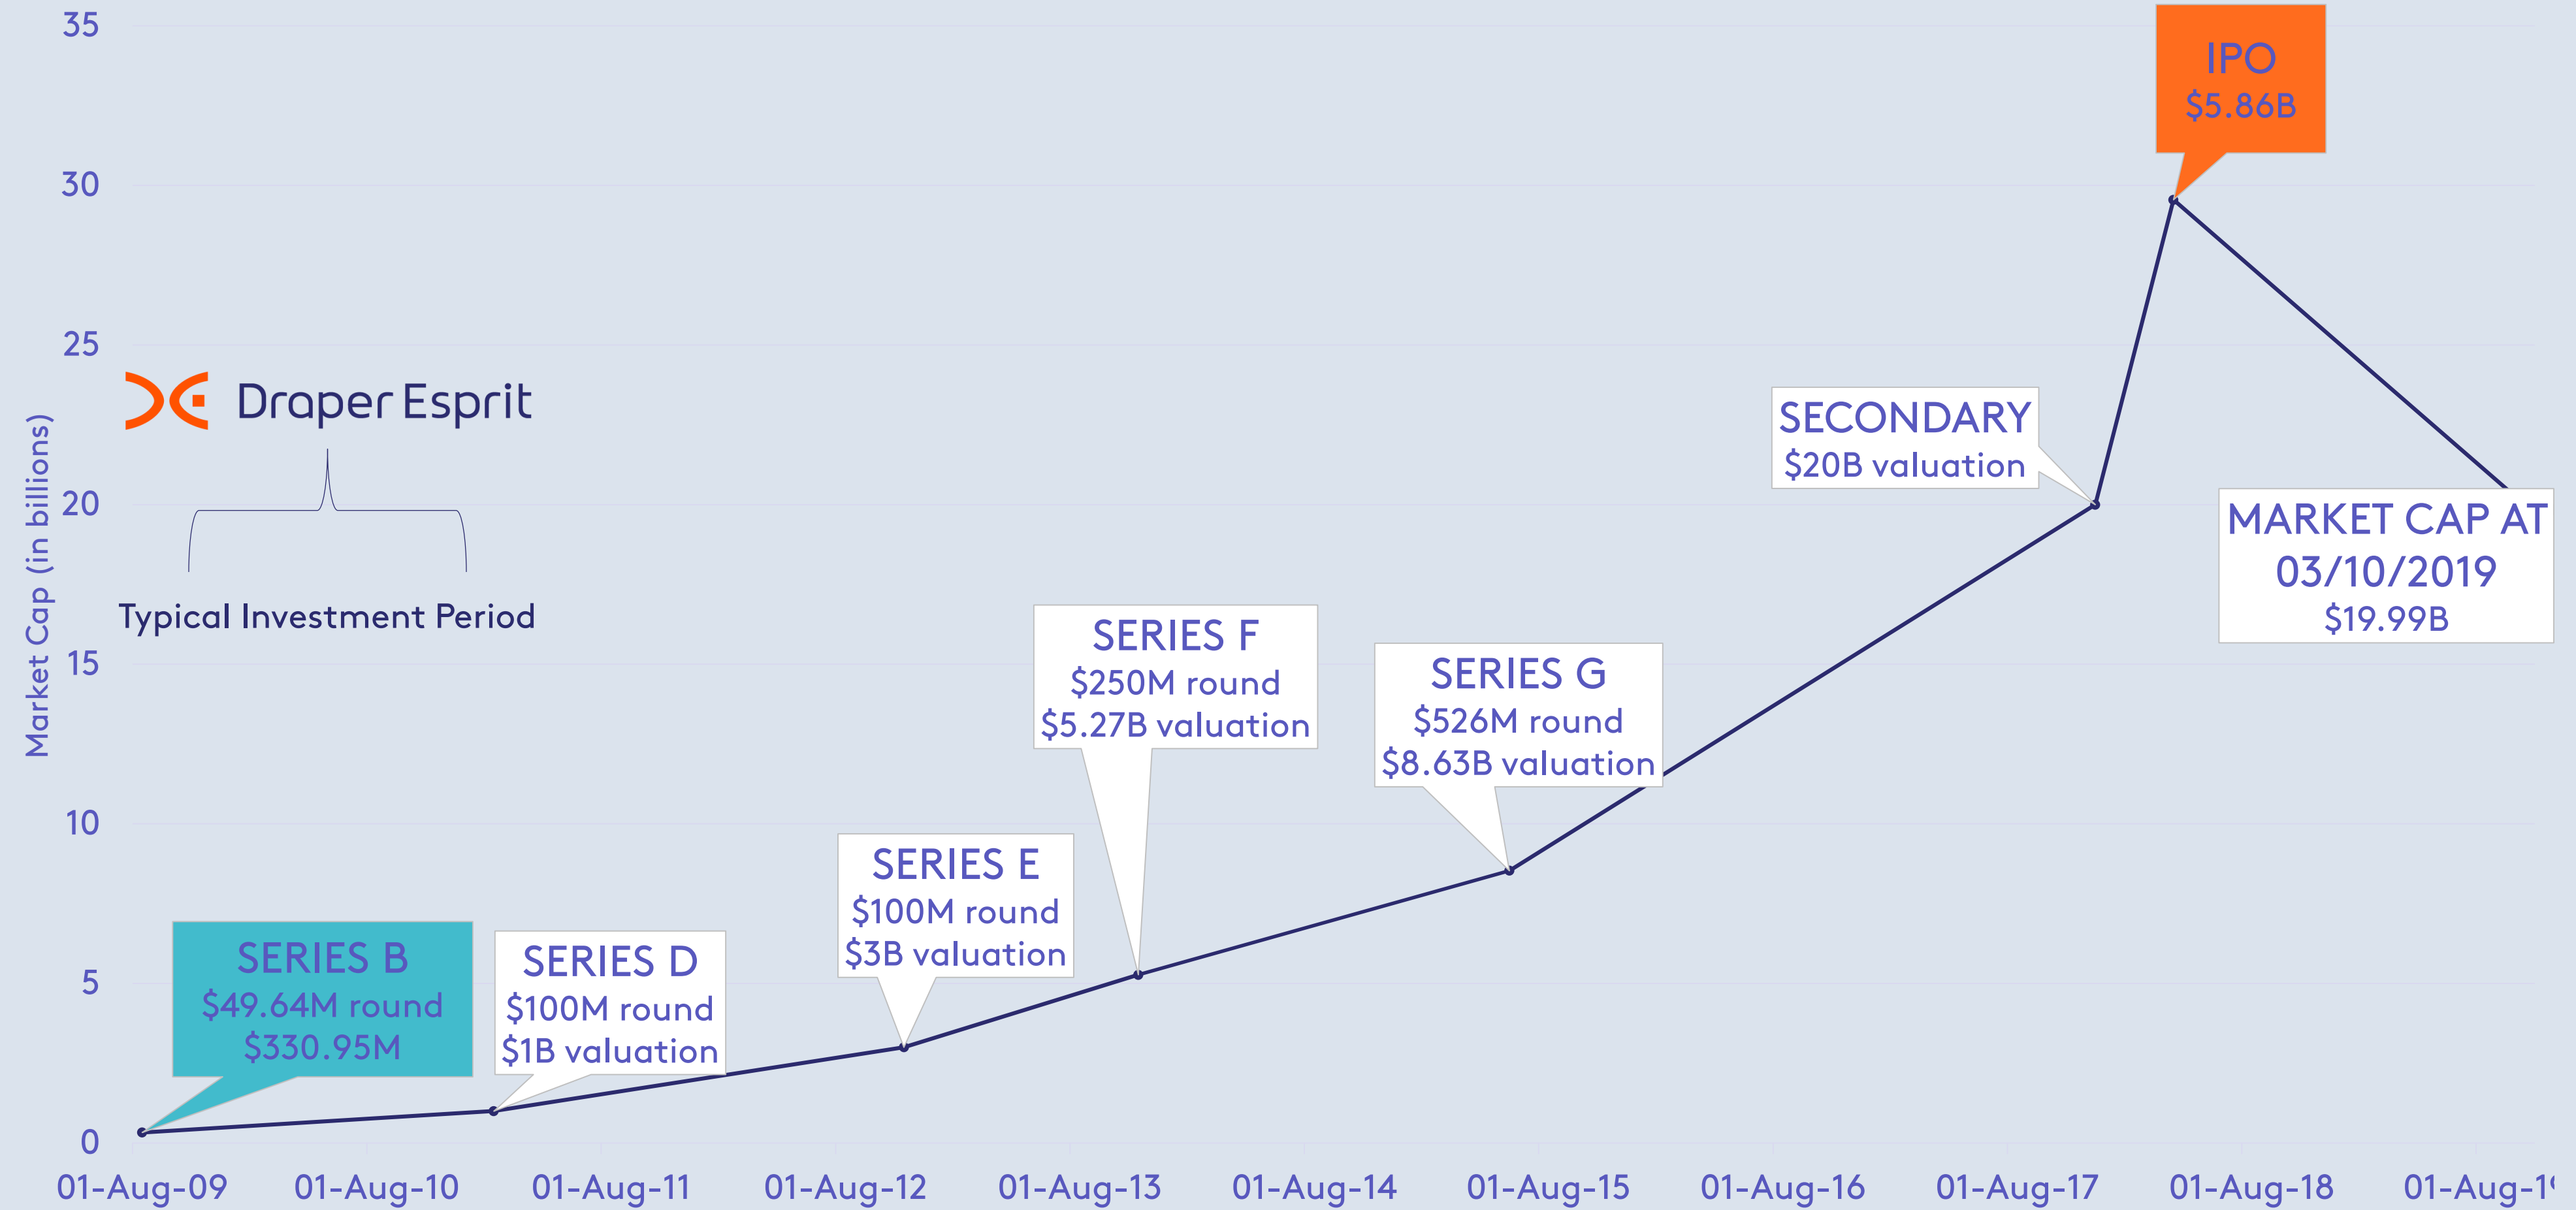 35
30
25
20
15
10
5
0
Market Cap (in billions)
Draper Esprit
Typical Investment Period
SERIES B
$49.64M round
$330.95M
SERIES D
$100M round
$1B valuation
SERIES E
$100M round
$3B valuation
SERIES F
$250M round
$5.27B valuation
SERIES G
$526M round
$8.63B valuation
SECONDARY
$20B valuation
IPO
$5.86B
MARKET CAP AT
03/10/2019
$19.99B
01-Aug-09
01-Aug-10
01-Aug-11
01-Aug-12
01-Aug-13
01-Aug-14
01-Aug-15
01-Aug-16
01-Aug-17
01-Aug-18
01-Aug-1